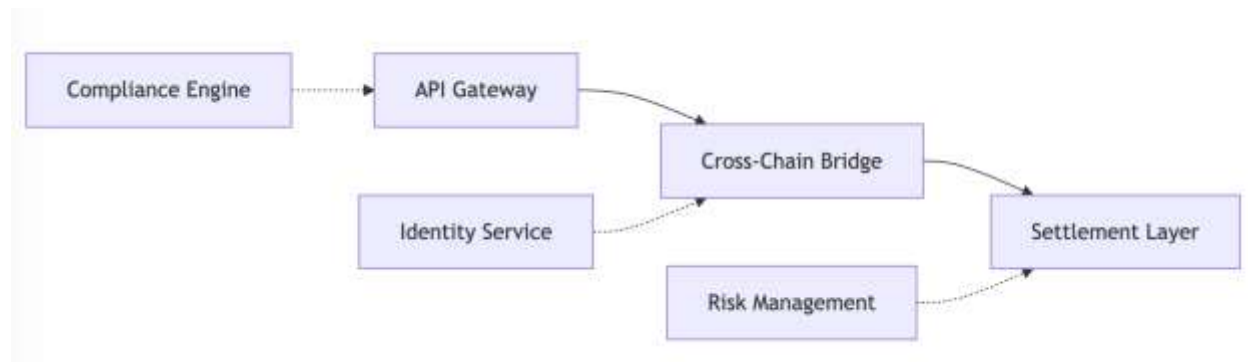 Compliance Engine
API Gateway
Cross-Chain Bridge
Identity Service
Settlement Layer
Risk Management